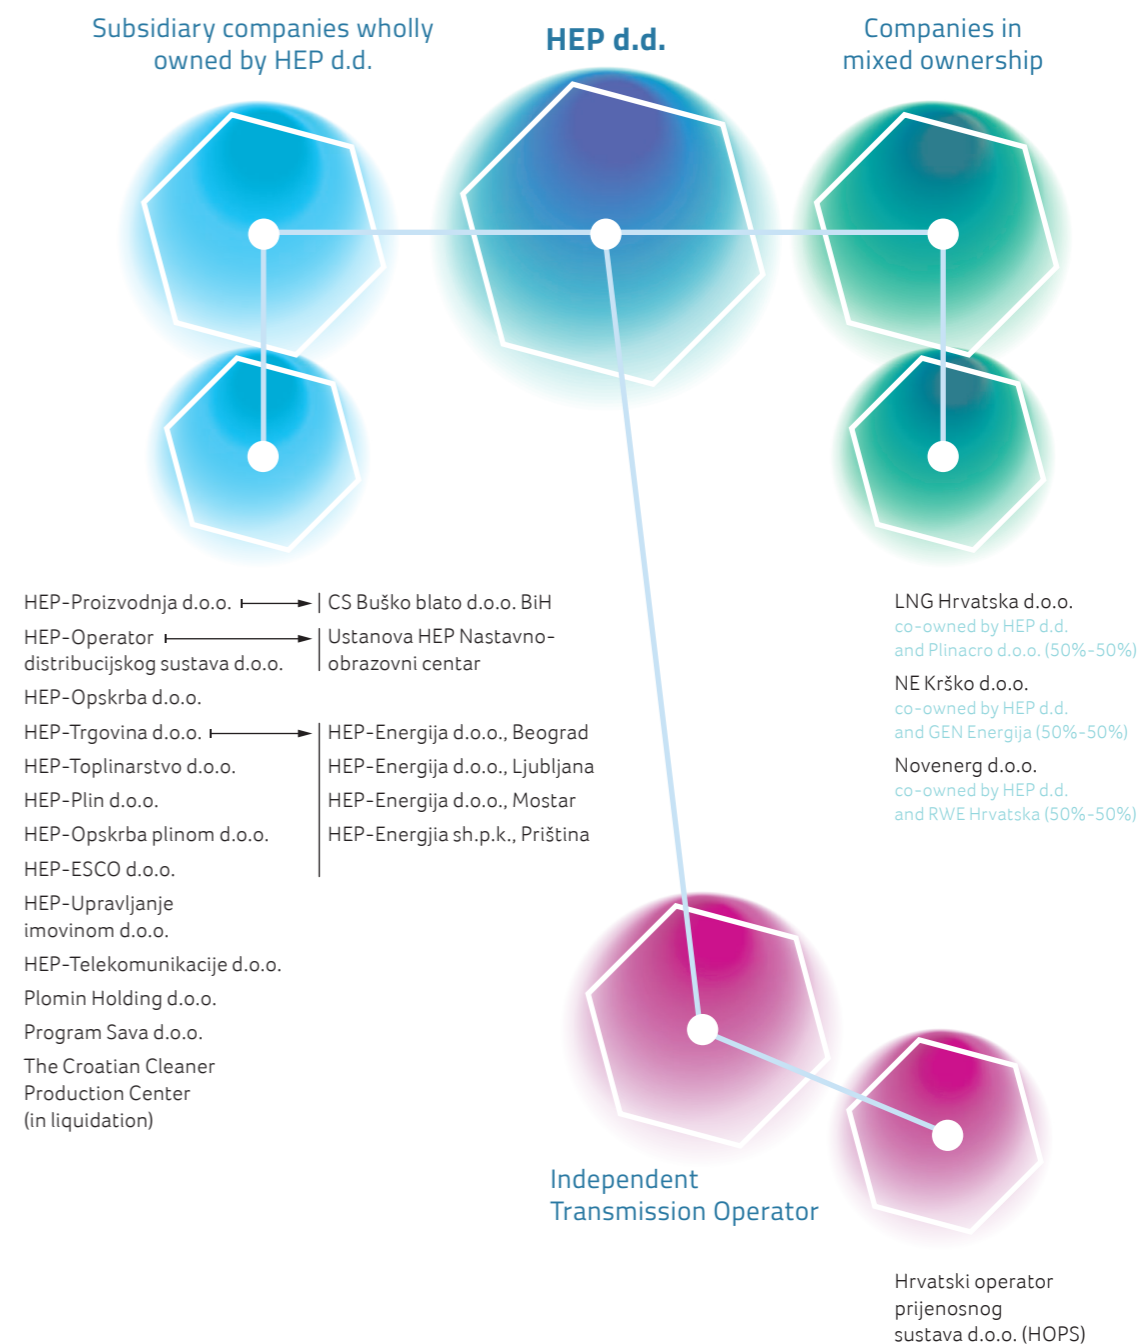 Subsidiary companies wholly
owned by HEP d.d.
HEP d.d.
Companies in
mixed ownership
HEP-Proizvodnja d.o.o.
CS Buško blato d.o.o. BiH
HEP-Operator
distribucijskog sustava d.o.o.
Ustanova HEP Nastavno-
obrazovni centar
HEP-Opskrba d.o.o.
HEP-Trgovina d.o.o.
HEP-Energija d.o.o., Beograd
HEP-Toplinarstvo d.o.o.
HEP-Energija d.o.o., Ljubljana
HEP-Plin d.o.o.
HEP-Energija d.o.o., Mostar
HEP-Opskrba plinom d.o.o.
HEP-Energjia sh.p.k., Priština
HEP-ESCO d.o.o.
HEP-Upravljanje
imovinom d.o.o.
HEP-Telekomunikacije d.o.o.
Plomin Holding d.o.o.
Program Sava d.o.o.
The Croatian Cleaner
Production Center
(in liquidation)
LNG Hrvatska d.o.o.
co-owned by HEP d.d.
and Plinacro d.o.o. (50%-50%)
NE Krško d.o.o.
co-owned by HEP d.d.
and GEN Energija (50%-50%)
Novenerg d.o.o.
co-owned by HEP d.d.
and RWE Hrvatska (50%-50%)
Independent
Transmission Operator
Hrvatski operator
prijenosnog
sustava d.o.o. (HOPS)